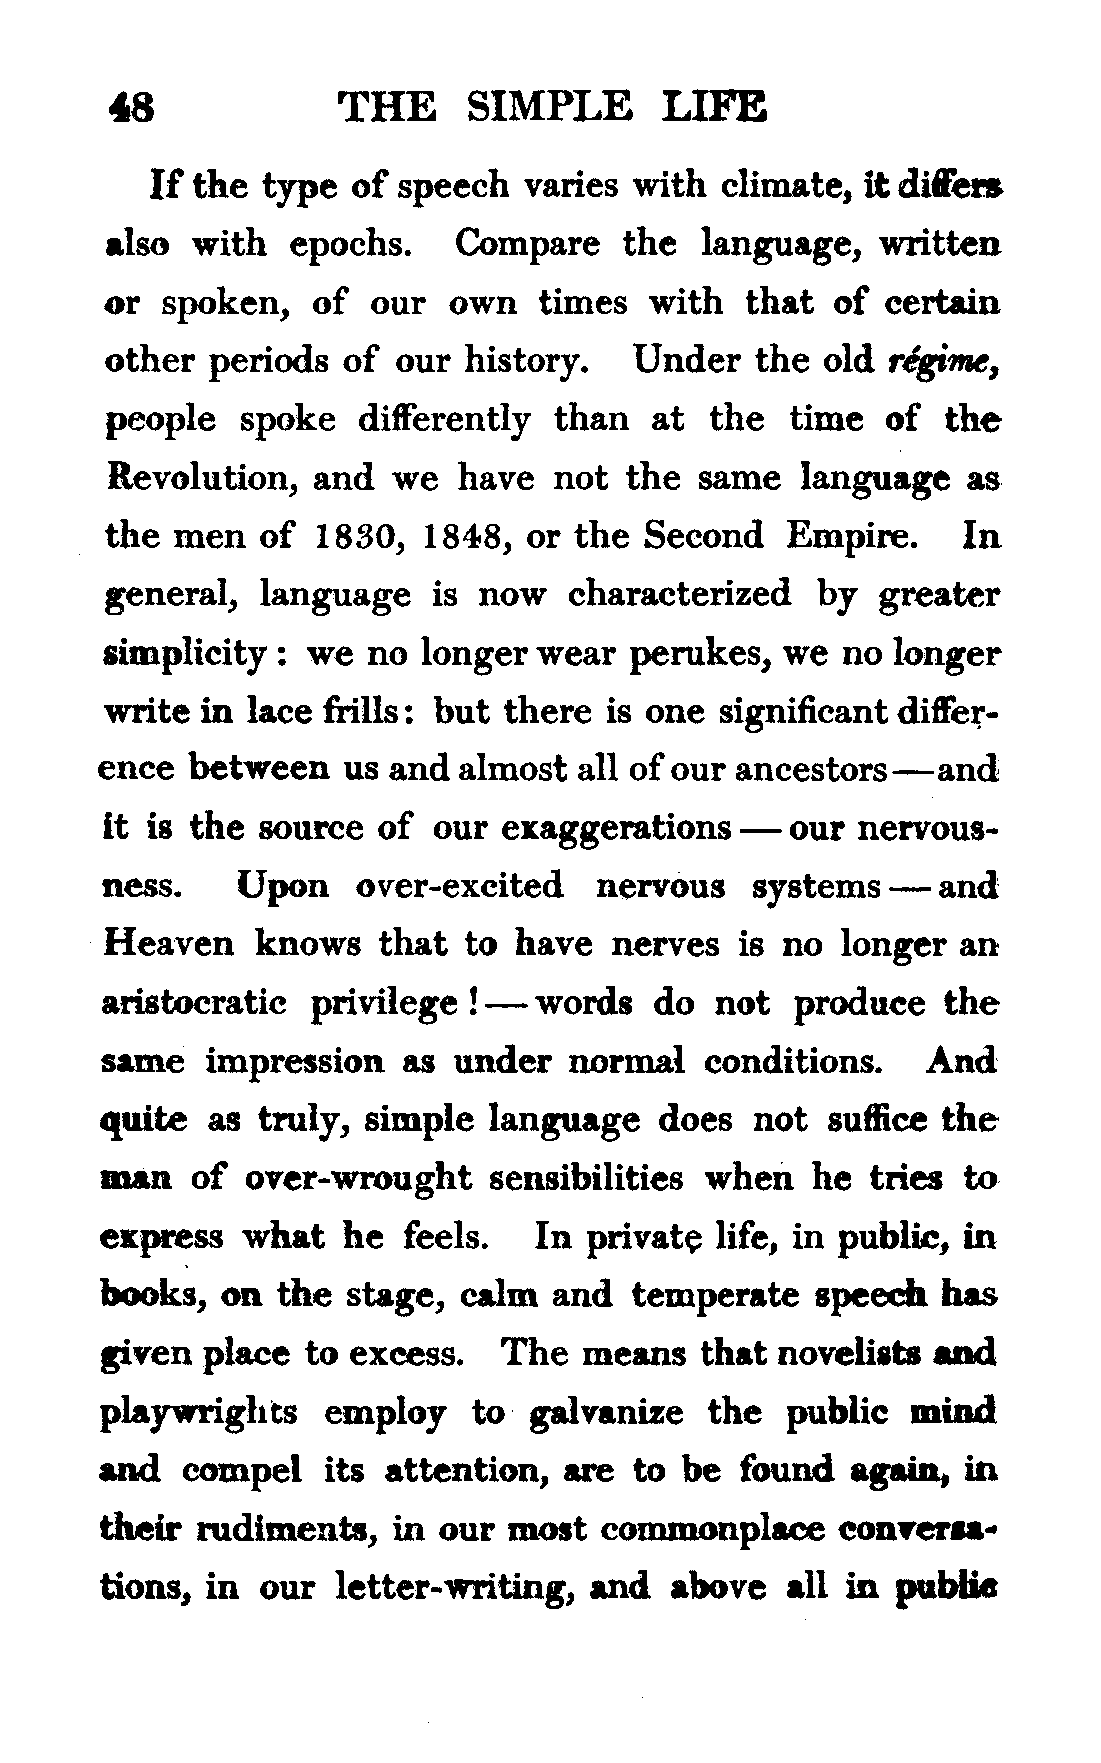 48 THE SIMPLE LIFE
If the type of speech varies with climate, it differs
also with epochs. Compare the language, written
or spoken, of our own times with that of certain
other periods of our history. Under the old régime,
people spoke differently than at the time of the
Revolution, and we have not the same language as
the men of 1830, 1848, or the Second Empire. In
general, language is now characterized by greater
simplicity: we no longer wear perukes, we no longer
write in lace frills: but there is one significant differ-
ence between us and almost all of our ancestors—and
it is the source of our exaggerations — our nervous-
ness. Upon over-excited nervous systems — and
Heaven knows that to have nerves is no longer an
aristocratic privilege! — words do not produce the
same impression as under normal conditions. And
quite as truly, simple language does not suffice the
man of over-wrought sensibilities when he tries to
express what he feels. In private life, in public, in
books, on the stage, calm and temperate speech has
given place to excess. The means that novelists and
playwrights employ to galvanize the public mind
and compel its attention, are to be found again, in
their rudiments, in our most commonplace conversa-
tions, in our letter-writing, and above all in public